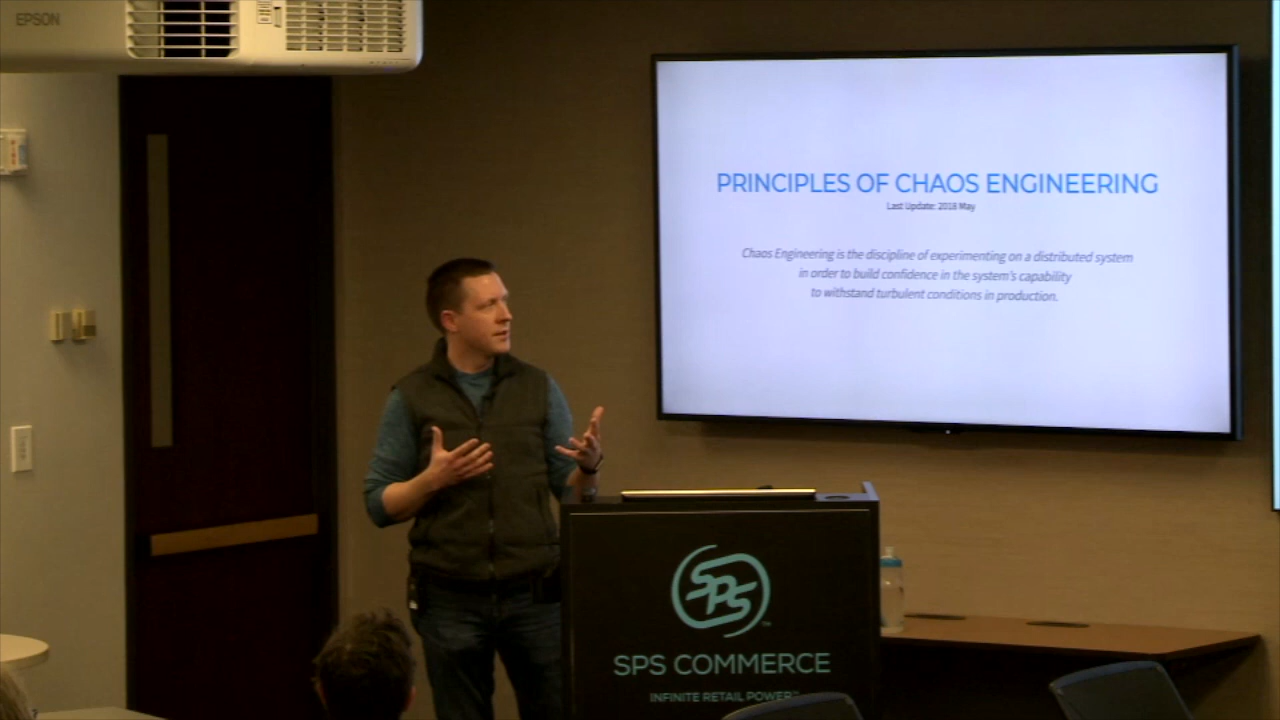 EPSON
PRINCIPLES OF CHAOS ENGINEERING
Last Update: 2018 May
Chaos Engineering is the discipline of experimenting on a distributed system
in order to build confidence in the system's capability
to withstand turbulent conditions in production.
SPS
SPS COMMERCE
INFINITE RETAIL POWER™